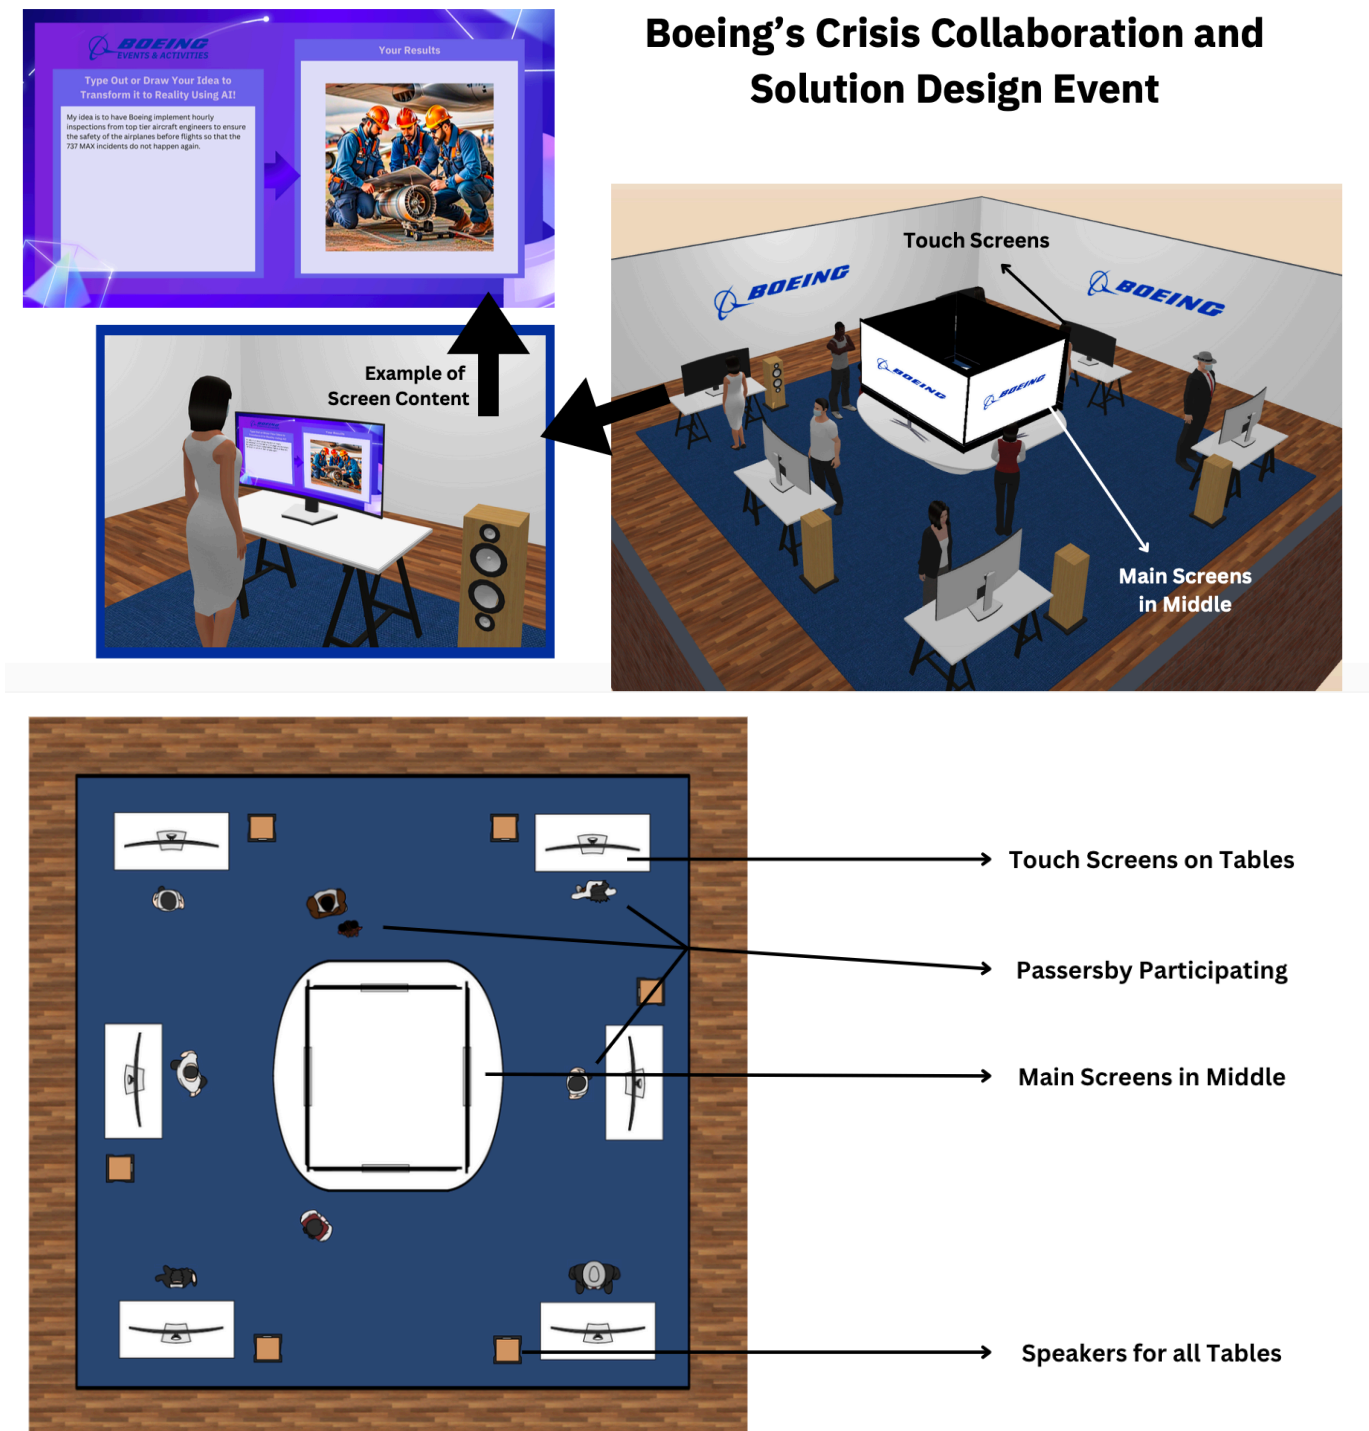 Boeing's Crisis Collaboration and
Solution Design Event
BOEING
EVENTS & ACTIVITIES
Type Out or Draw Your Idea to
Transform it to Reality Using AI!
My idea is to have Boeing implement hourly
inspections from top tier aircraft engineers to ensure
the safety of the airplanes before flights so that the
737 MAX incidents do not happen again.
Your Results
Example of
Screen Content
Touch Screens
BOEING
BOEING
BOEING
BOEING
Main Screens
in Middle
Touch Screens on Tables
Passersby Participating
Main Screens in Middle
Speakers for all Tables